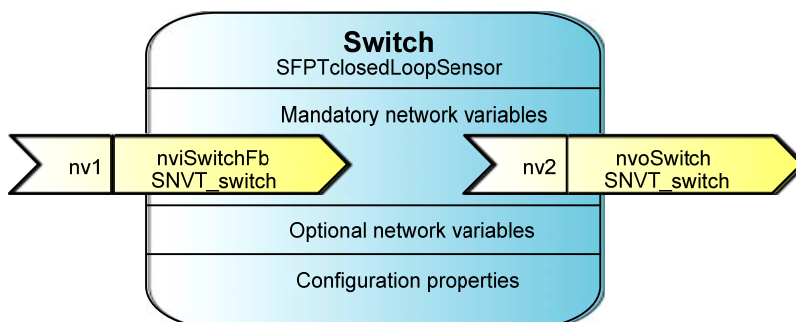 Switch
SFPTclosedLoopSensor
Mandatory network variables
nv1
nviSwitchFb
SNVT_switch
nv2
nvoSwitch
SNVT_switch
Optional network variables
Configuration properties